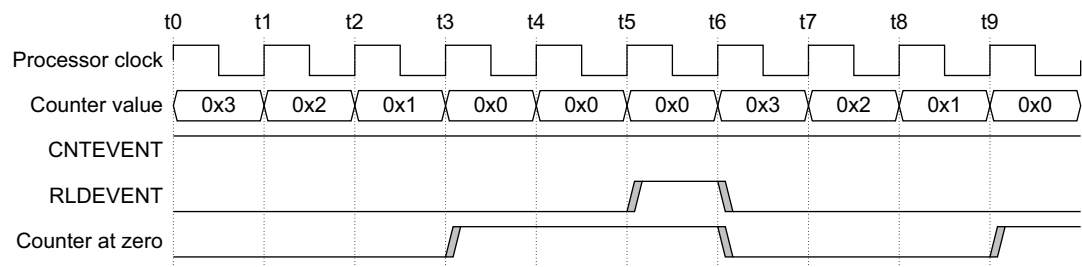 t0 t1 t2 t3 t4 t5 t6 t7 t8 t9
Processor clock
Counter value 0x3 0x2 0x1 0x0 0x0 0x0 0x3 0x2 0x1 0x0
CNTEVENT
RLDEVENT
Counter at zero